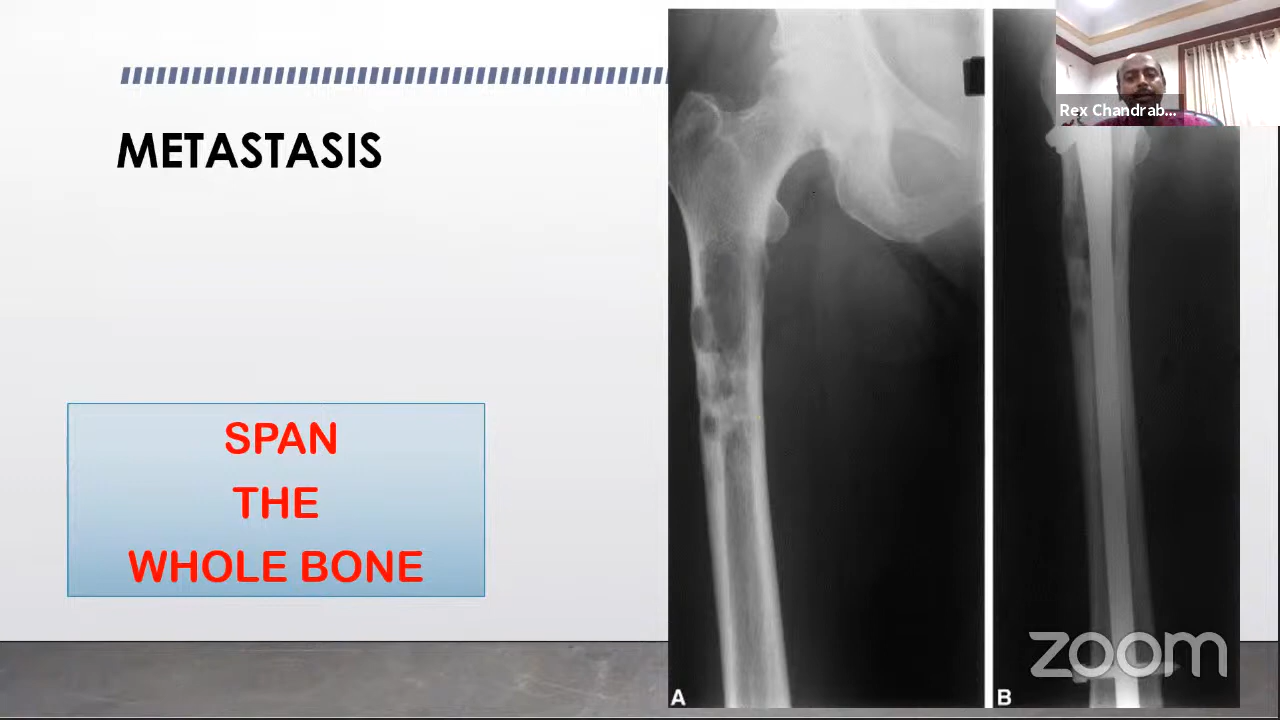 METASTASIS
SPAN
THE
WHOLE BONE
A
B
Rex Chandrab...
zoom